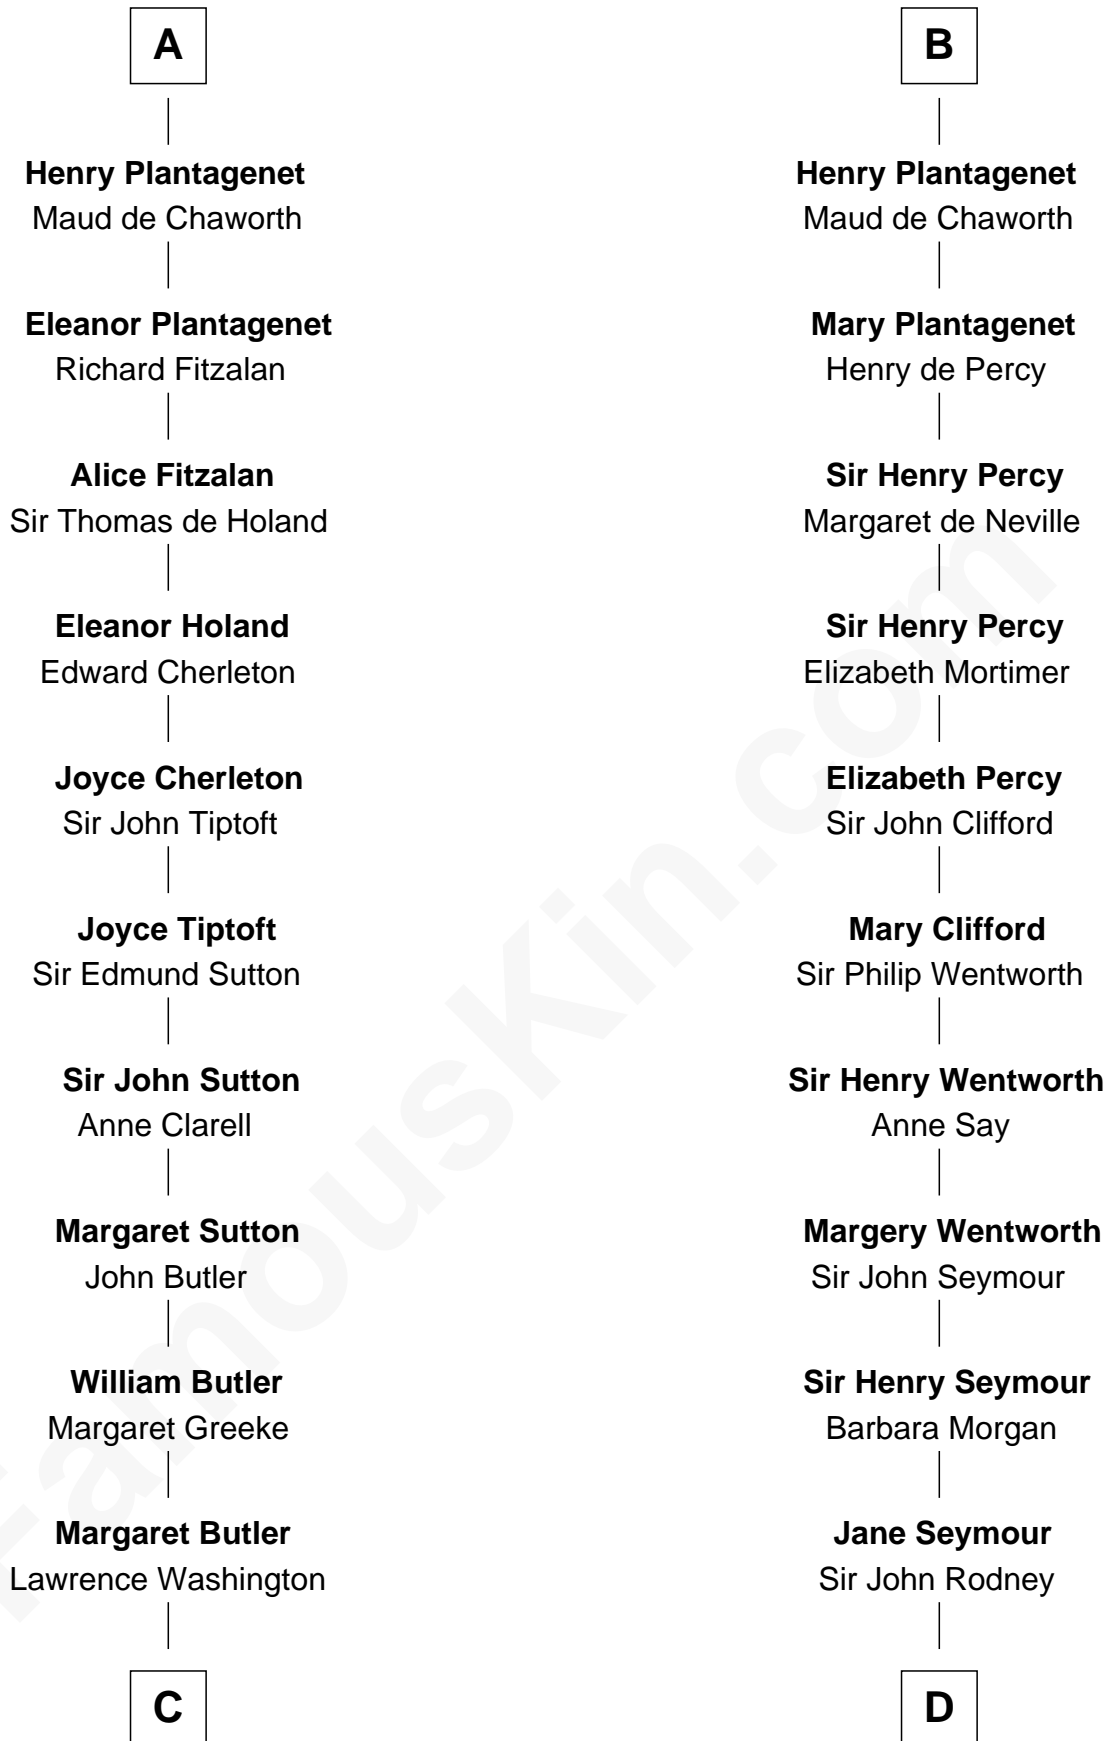 A
Henry Plantagenet
Maud de Chaworth
Eleanor Plantagenet
Richard Fitzalan
Alice Fitzalan
Sir Thomas de Holand
Eleanor Holand
Edward Cherleton
Joyce Cherleton
Sir John Tiptoft
Joyce Tiptoft
Sir Edmund Sutton
Sir John Sutton
Anne Clarell
Margaret Sutton
John Butler
William Butler
Margaret Greeke
Margaret Butler
Lawrence Washington
C
B
Henry Plantagenet
Maud de Chaworth
Mary Plantagenet
Henry de Percy
Sir Henry Percy
Margaret de Neville
Sir Henry Percy
Elizabeth Mortimer
Elizabeth Percy
Sir John Clifford
Mary Clifford
Sir Philip Wentworth
Sir Henry Wentworth
Anne Say
Margery Wentworth
Sir John Seymour
Sir Henry Seymour
Barbara Morgan
Jane Seymour
Sir John Rodney
D
FamousKin.com